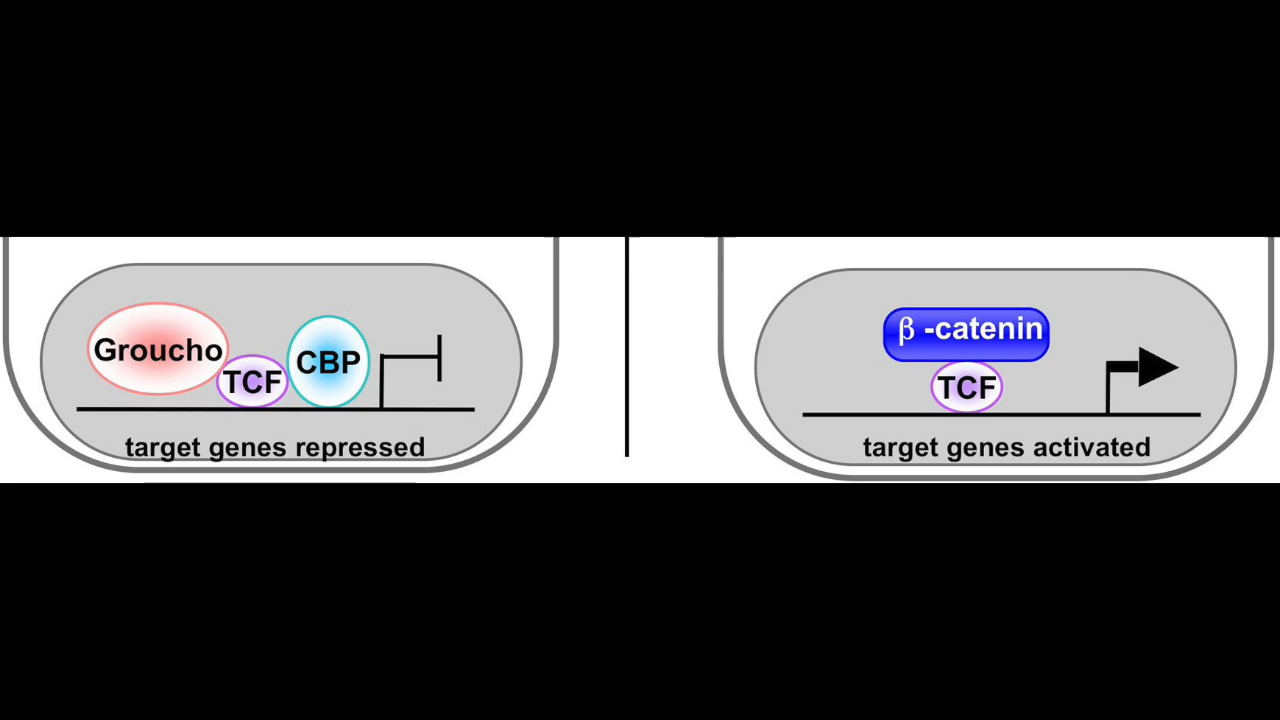 Groucho
TCF
CBP
target genes repressed
β -catenin
TCF
target genes activated